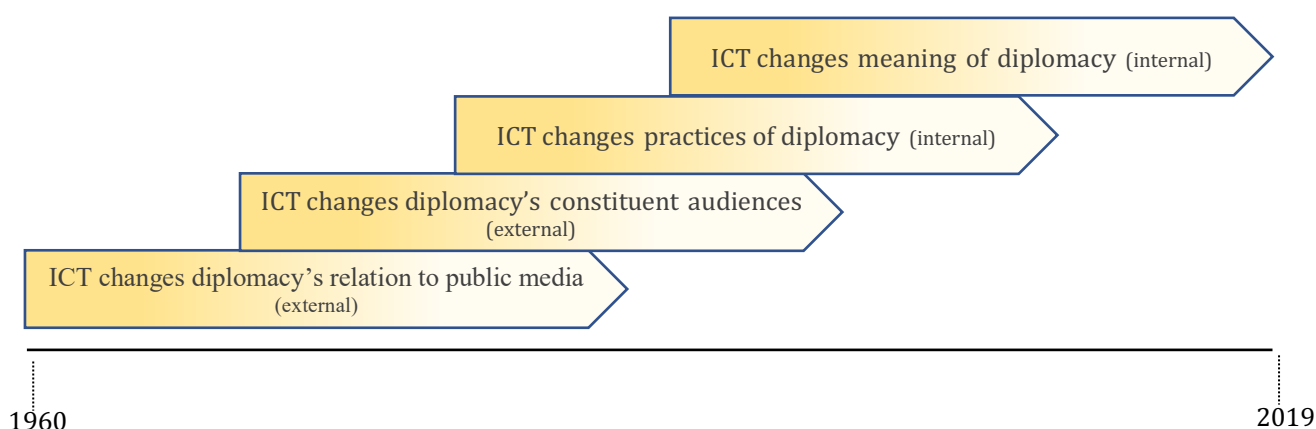 ICT changes meaning of diplomacy (internal)
ICT changes practices of diplomacy (internal)
ICT changes diplomacy's constituent audiences
(external)
ICT changes diplomacy’s relation to public media
(external)
1960
2019